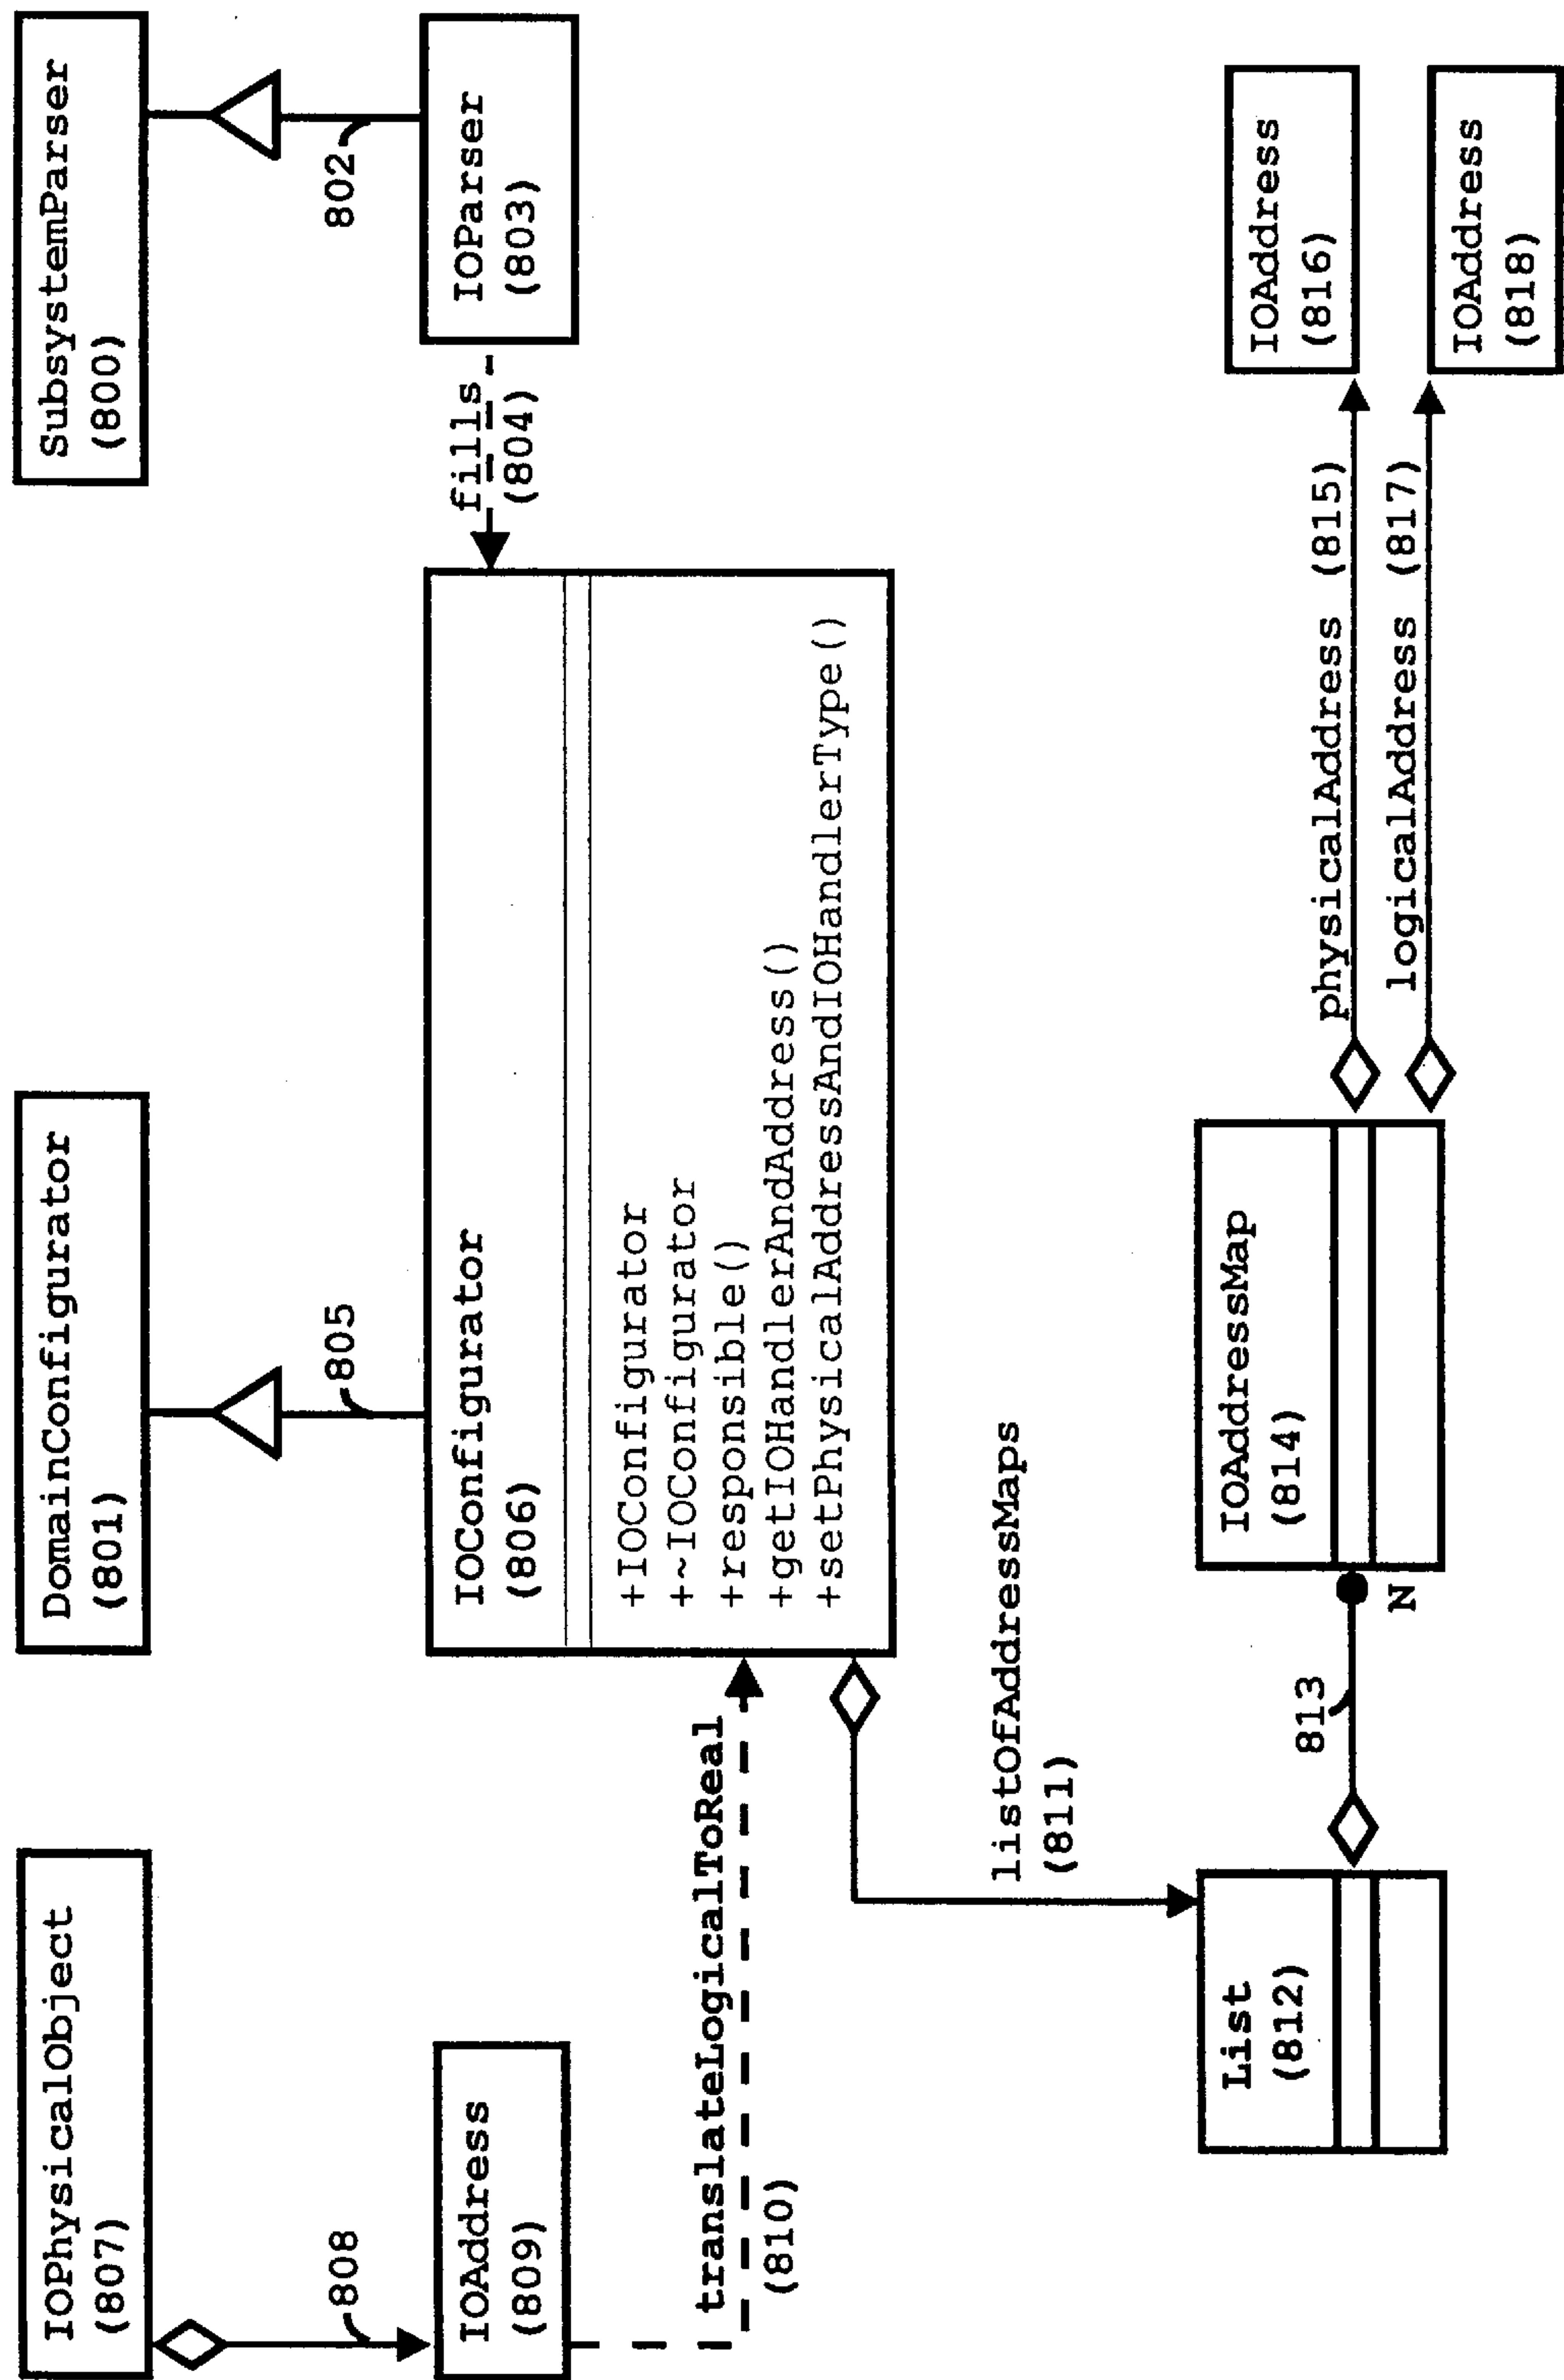 IOPhysicalObject
(807)
DomainConfigurator
(801)
SubsystemParser
(800)
808
805
802
IOAddress
(809)
IOConfigurator
(806)
+IOConfigurator
+~IOConfigurator
+responsible()
+getIOHandlerAndAddress()
+setPhysicalAddressAndIOHandlerType()
fills
(804)
IOParser
(803)
translateLogicalToReal
(810)
listOfAddressMaps
(811)
List
(812)
813
N
IOAddressMap
(814)
physicalAddress (815)
logicalAddress (817)
IOAddress
(816)
IOAddress
(818)